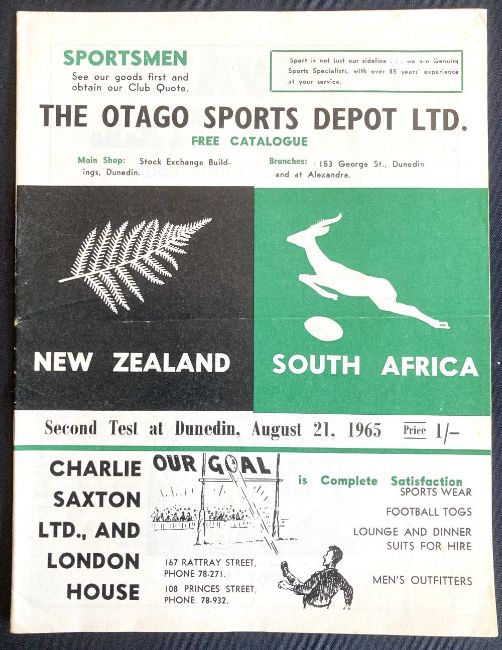 SPORTSMEN
See our goods first and
obtain our Club Quote.
Sport is not just our sideline . . . we are Genuine
Sports Specialists, with over 85 years' experience
at your service.
THE OTAGO SPORTS DEPOT LTD.
FREE CATALOGUE
Main Shop: Stock Exchange Build-
ings, Dunedin.
Branches: 153 George St., Dunedin
and at Alexandra.
NEW ZEALAND
SOUTH AFRICA
Second Test at Dunedin, August 21, 1965 Price 1/–
CHARLIE
SAXTON
LTD., AND
LONDON
HOUSE
OUR GOAL
is Complete Satisfaction
167 RATTRAY STREET,
PHONE 78-271.
108 PRINCES STREET,
PHONE 78-932.
SPORTS WEAR
FOOTBALL TOGS
LOUNGE AND DINNER
SUITS FOR HIRE
MEN'S OUTFITTERS